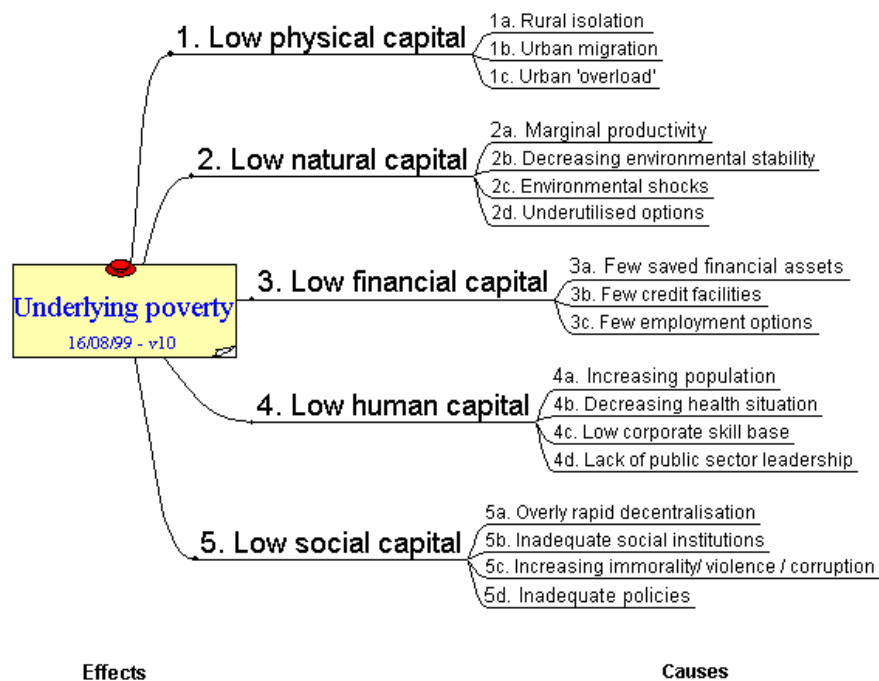 1. Low physical capital
1a. Rural isolation
1b. Urban migration
1c. Urban 'overload'
2. Low natural capital
2a. Marginal productivity
2b. Decreasing environmental stability
2c. Environmental shocks
2d. Underutilised options
Underlying poverty
16/08/99 - v10
3. Low financial capital
3a. Few saved financial assets
3b. Few credit facilities
3c. Few employment options
4. Low human capital
4a. Increasing population
4b. Decreasing health situation
4c. Low corporate skill base
4d. Lack of public sector leadership
5. Low social capital
5a. Overly rapid decentralisation
5b. Inadequate social institutions
5c. Increasing immorality/ violence / corruption
5d. Inadequate policies
Effects
Causes